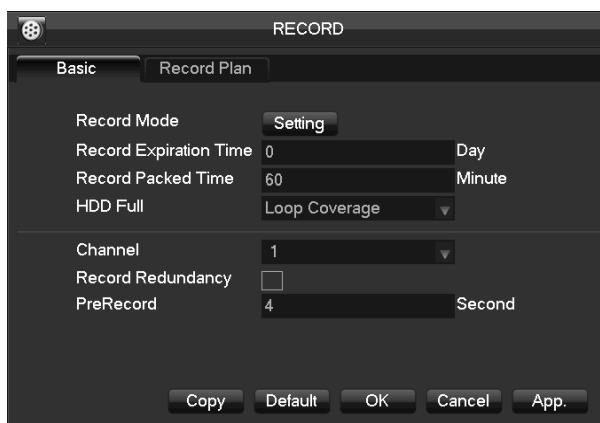 RECORD
Basic Record Plan
Record Mode Setting
Record Expiration Time 0 Day
Record Packed Time 60 Minute
HDD Full Loop Coverage
Channel 1
Record Redundancy
PreRecord 4 Second
Copy Default OK Cancel App.